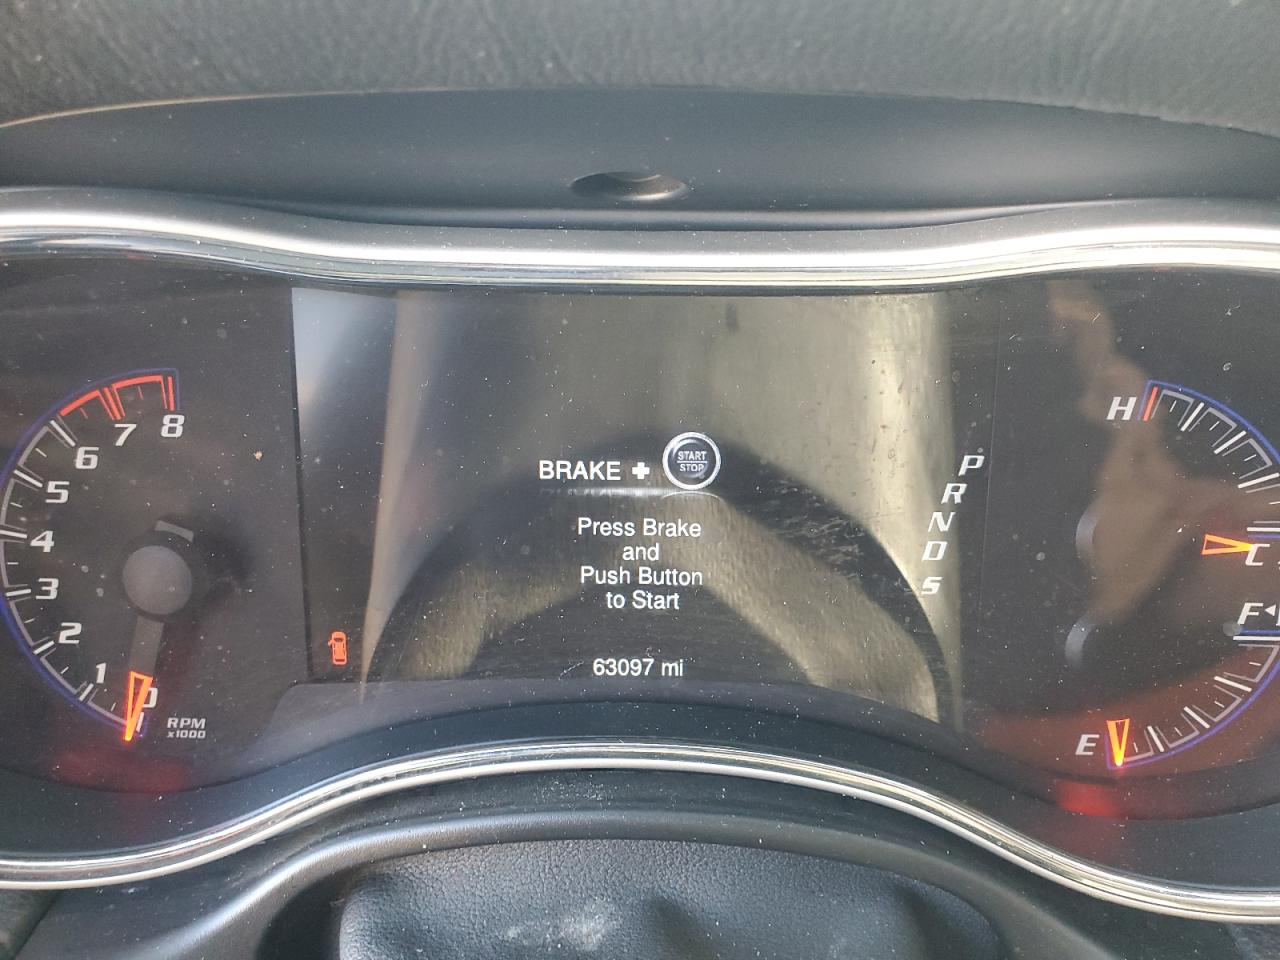 8
7
6
5
4
3
2
1
0
RPM
x1000
BRAKE + START
STOP
Press Brake
and
Push Button
to Start
63097 mi
P
R
N
D
S
H
C
F
E